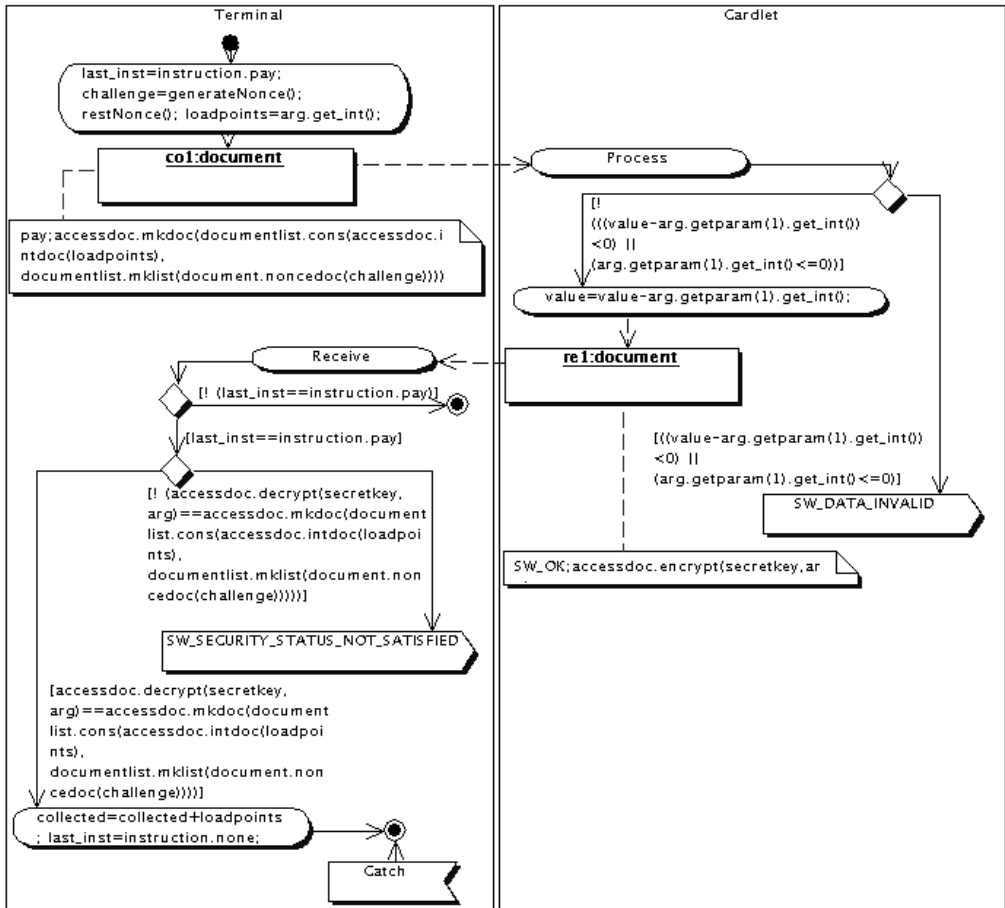 Terminal
Cardlet
last_inst=instruction.pay;
challenge=generateNonce();
restNonce(); loadpoints=arg.get_int();
co1:document
Process
pay;accessdoc.mkdoc(documentlist.cons(accessdoc.i
ntdoc(loadpoints),
documentlist.mklist(document.noncedoc(challenge))))
[!
(((value-arg.getparam(1).get_int())
<0) ||
(arg.getparam(1).get_int()<=0))]
value=value-arg.getparam(1).get_int();
Receive
re1:document
[! (last_inst==instruction.pay)]
[last_inst==instruction.pay]
[((value-arg.getparam(1).get_int())
<0) ||
(arg.getparam(1).get_int()<=0)]
SW_DATA_INVALID
[! (accessdoc.decrypt(secretkey,
arg)==accessdoc.mkdoc(document
list.cons(accessdoc.intdoc(loadpoi
nts),
documentlist.mklist(document.non
cedoc(challenge)))))]
SW_OK;accessdoc.encrypt(secretkey,ar
SW_SECURITY_STATUS_NOT_SATISFIED
[accessdoc.decrypt(secretkey,
arg)==accessdoc.mkdoc(document
list.cons(accessdoc.intdoc(loadpoi
nts),
documentlist.mklist(document.non
cedoc(challenge))))]
collected=collected+loadpoints
; last_inst=instruction.none;
Catch